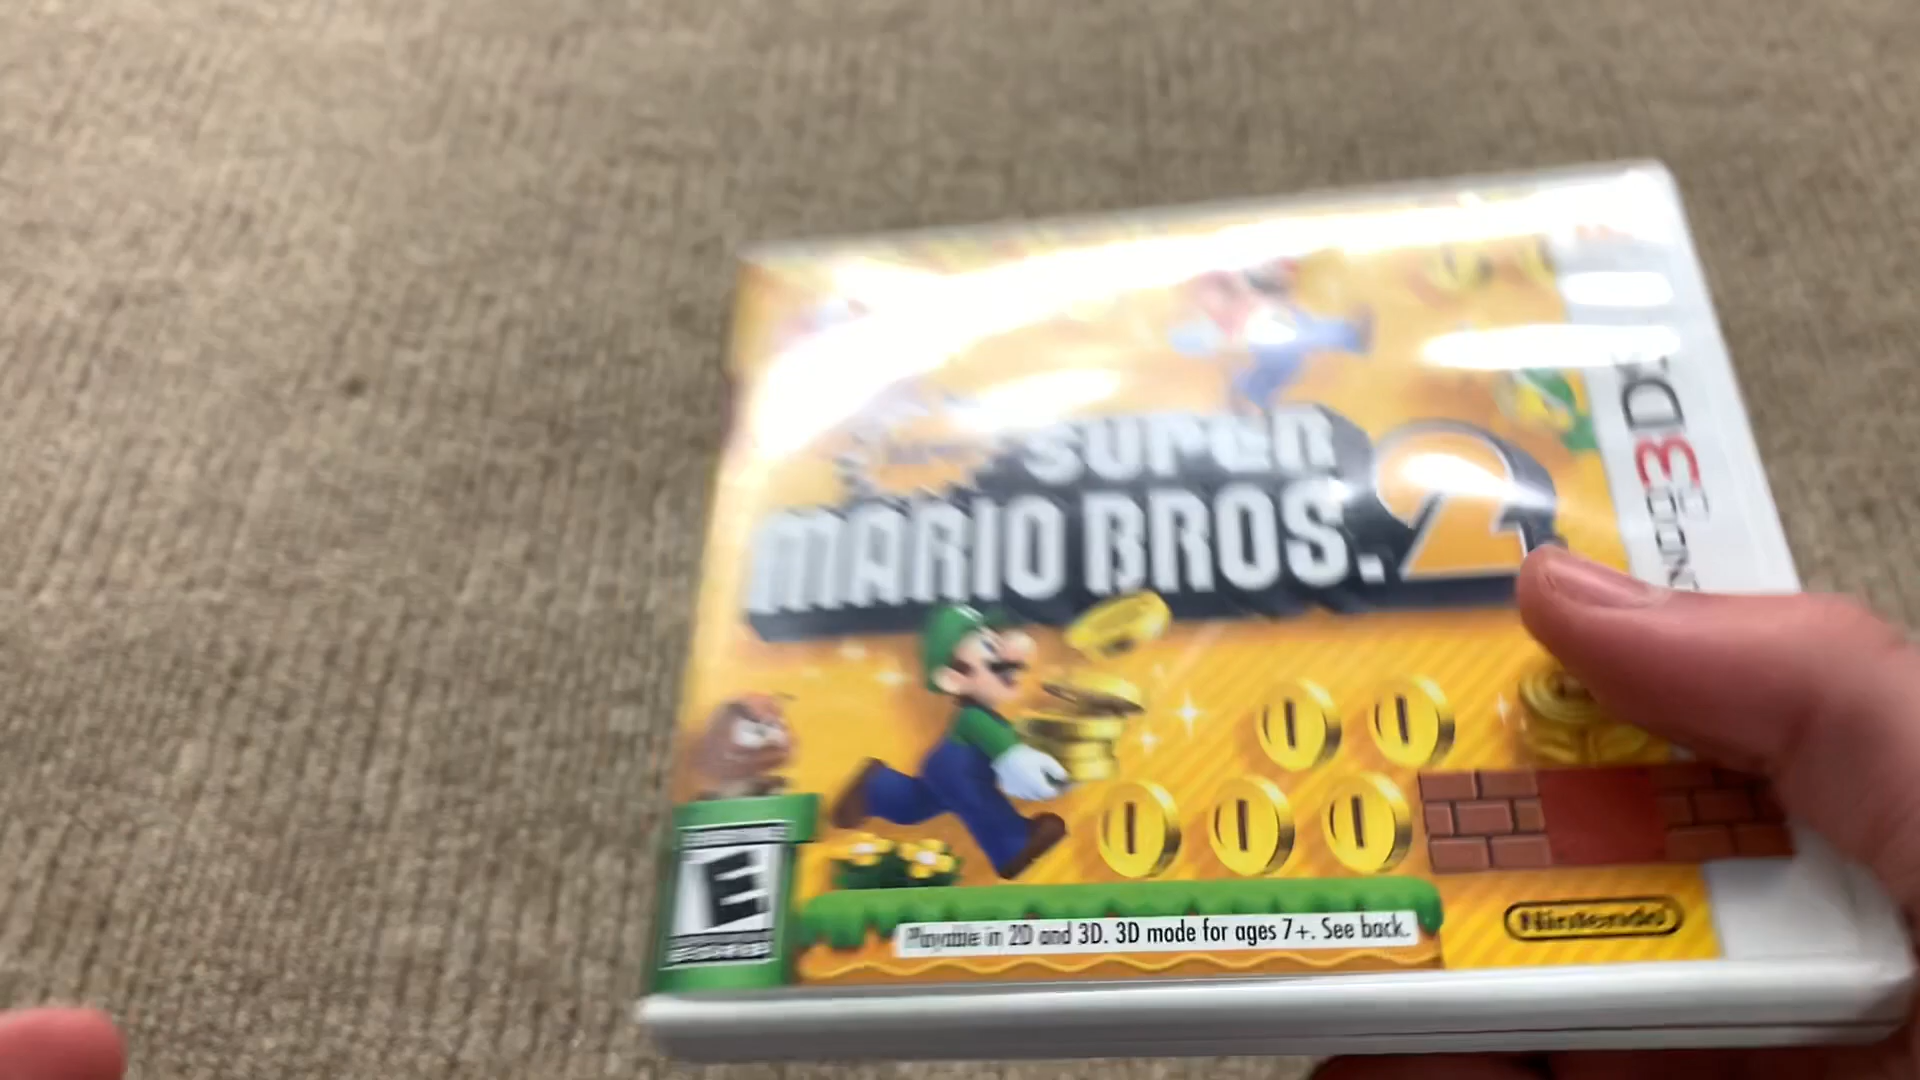 SUPER
MARIO BROS. 2
3DS
E
Playable in 2D and 3D. 3D mode for ages 7+. See back.
Nintendo